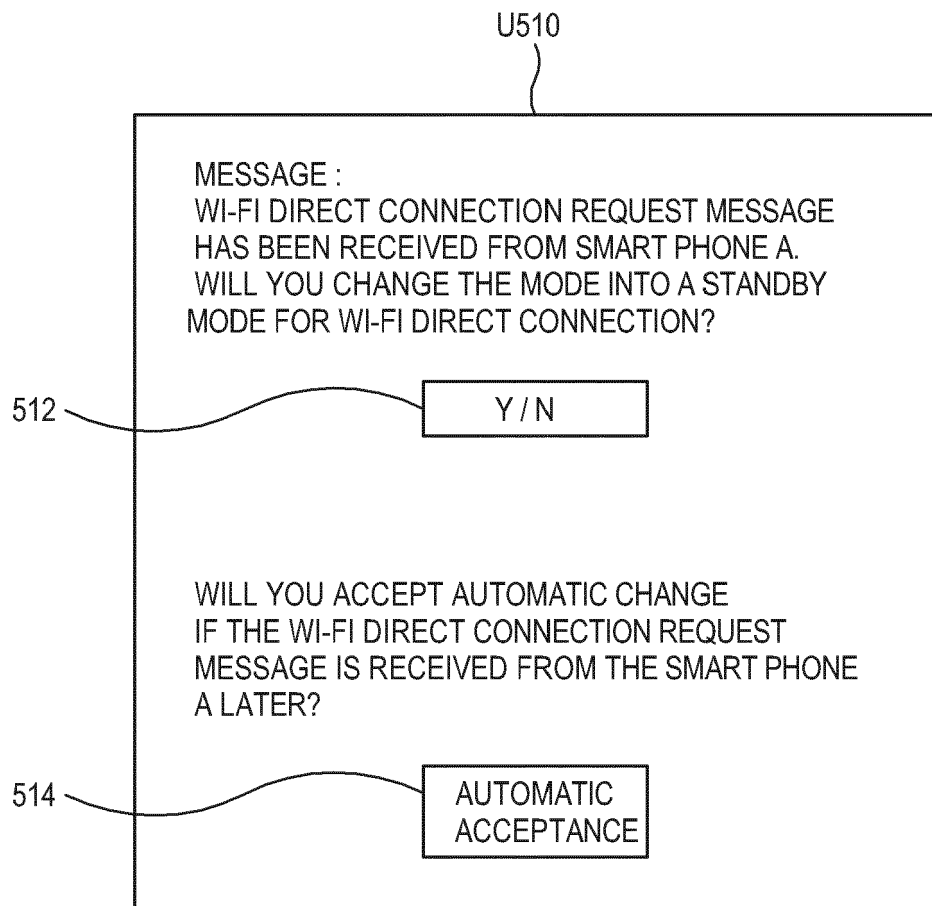 U510
MESSAGE :
WI-FI DIRECT CONNECTION REQUEST MESSAGE
HAS BEEN RECEIVED FROM SMART PHONE A.
WILL YOU CHANGE THE MODE INTO A STANDBY
MODE FOR WI-FI DIRECT CONNECTION?
512
Y / N
WILL YOU ACCEPT AUTOMATIC CHANGE
IF THE WI-FI DIRECT CONNECTION REQUEST
MESSAGE IS RECEIVED FROM THE SMART PHONE
A LATER?
514
AUTOMATIC
ACCEPTANCE